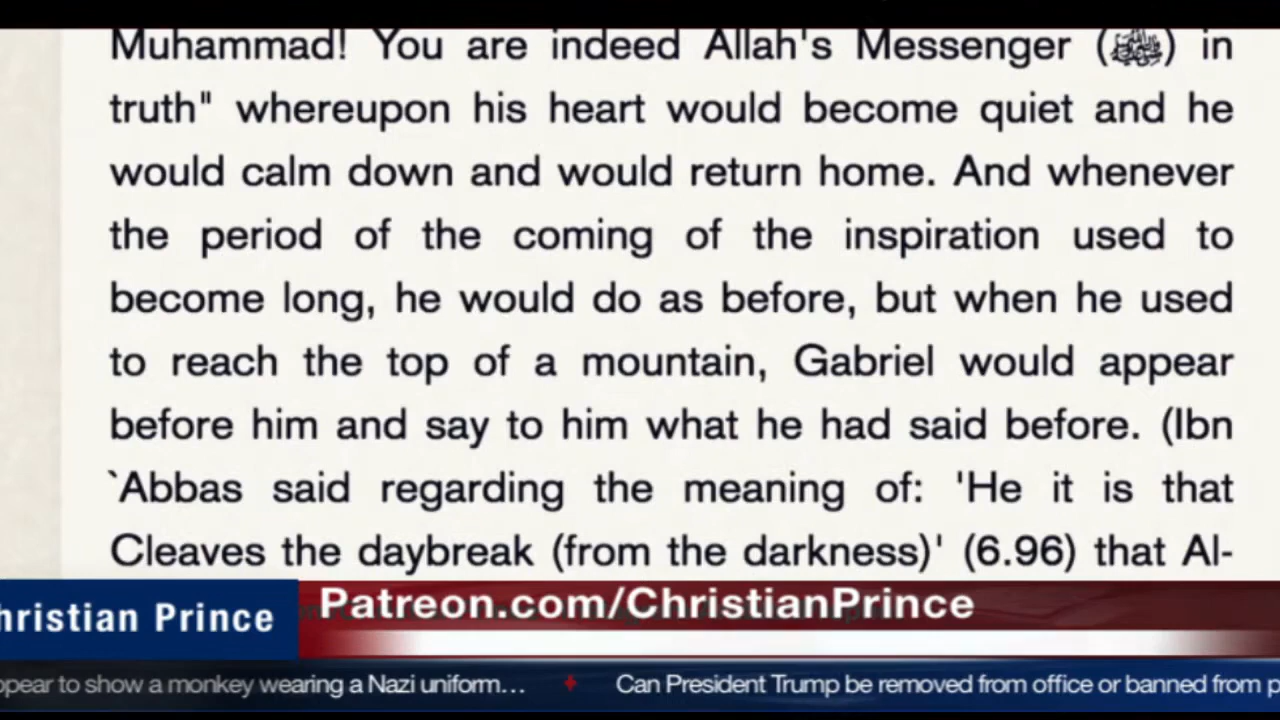 Muhammad! You are indeed Allah's Messenger (ﷺ) in
truth" whereupon his heart would become quiet and he
would calm down and would return home. And whenever
the period of the coming of the inspiration used to
become long, he would do as before, but when he used
to reach the top of a mountain, Gabriel would appear
before him and say to him what he had said before. (Ibn
`Abbas said regarding the meaning of: 'He it is that
Cleaves the daybreak (from the darkness)' (6.96) that Al-
hristian Prince
Patreon.com/ChristianPrince
ppear to show a monkey wearing a Nazi uniform… Can President Trump be removed from office or banned from p